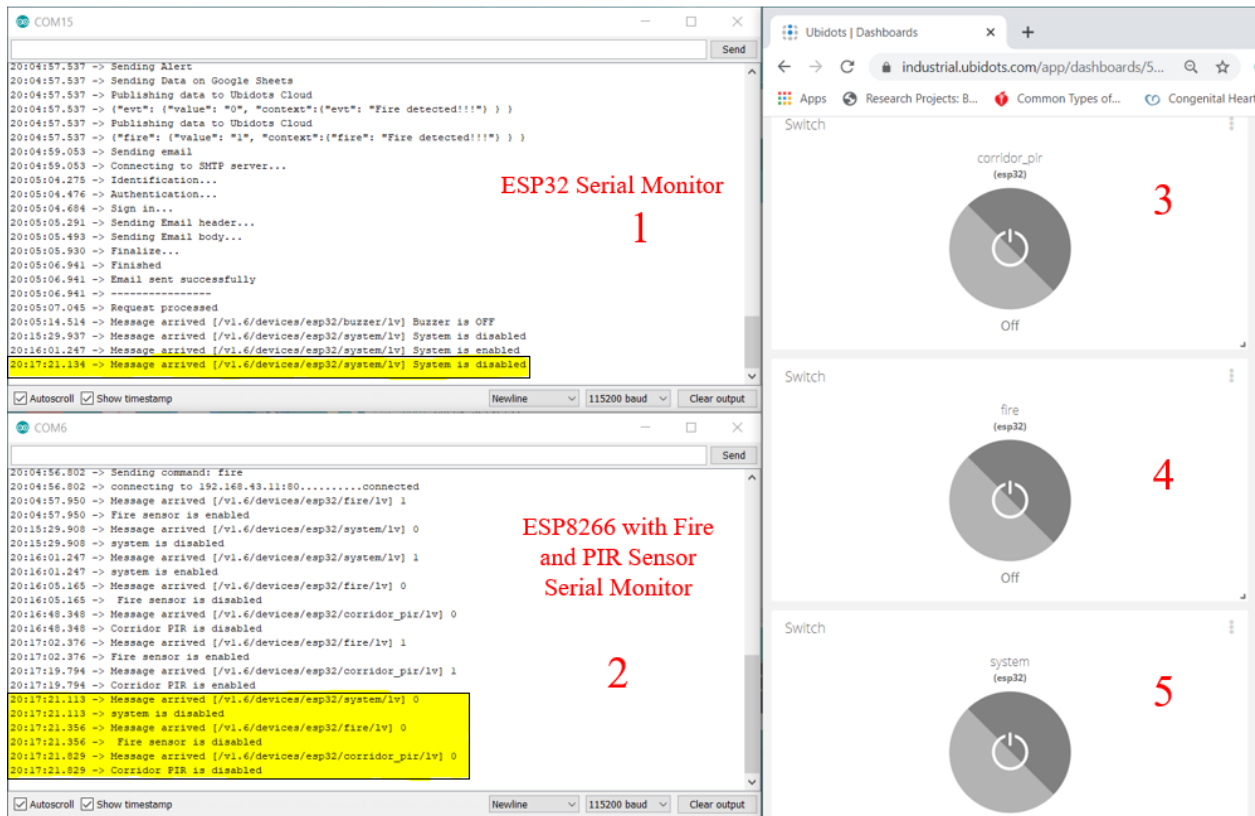 COM15
Send
20:04:57.537 -> Sending Alert
20:04:57.537 -> Sending Data on Google Sheets
20:04:57.537 -> Publishing data to Ubidots Cloud
20:04:57.537 -> {"evt": {"value": "0", "context":{"evt": "Fire detected!!!"} } }
20:04:57.537 -> Publishing data to Ubidots Cloud
20:04:57.537 -> {"fire": {"value": "1", "context":{"fire": "Fire detected!!!"} } }
20:04:59.053 -> Sending email
20:04:59.053 -> Connecting to SMTP server...
20:05:04.275 -> Identification...
20:05:04.476 -> Authentication...
20:05:04.684 -> Sign in...
20:05:05.291 -> Sending Email header...
20:05:05.493 -> Sending Email body...
20:05:05.930 -> Finalize...
20:05:06.941 -> Finished
20:05:06.941 -> Email sent successfully
20:05:06.941 -> ----------------
20:05:07.045 -> Request processed
20:05:14.514 -> Message arrived [/v1.6/devices/esp32/buzzer/lv] Buzzer is OFF
20:15:29.937 -> Message arrived [/v1.6/devices/esp32/system/lv] System is disabled
20:16:01.247 -> Message arrived [/v1.6/devices/esp32/system/lv] System is enabled
20:17:21.134 -> Message arrived [/v1.6/devices/esp32/system/lv] System is disabled
ESP32 Serial Monitor
1
Autoscroll Show timestamp Newline 115200 baud Clear output
COM6
Send
20:04:56.802 -> Sending command: fire
20:04:56.802 -> connecting to 192.168.43.11:80..........connected
20:04:57.950 -> Message arrived [/v1.6/devices/esp32/fire/lv] 1
20:04:57.950 -> Fire sensor is enabled
20:15:29.908 -> Message arrived [/v1.6/devices/esp32/system/lv] 0
20:15:29.908 -> system is disabled
20:16:01.247 -> Message arrived [/v1.6/devices/esp32/system/lv] 1
20:16:01.247 -> system is enabled
20:16:05.165 -> Message arrived [/v1.6/devices/esp32/fire/lv] 0
20:16:05.165 -> Fire sensor is disabled
20:16:48.348 -> Message arrived [/v1.6/devices/esp32/corridor_pir/lv] 0
20:16:48.348 -> Corridor PIR is disabled
20:17:02.376 -> Message arrived [/v1.6/devices/esp32/fire/lv] 1
20:17:02.376 -> Fire sensor is enabled
20:17:19.794 -> Message arrived [/v1.6/devices/esp32/corridor_pir/lv] 1
20:17:19.794 -> Corridor PIR is enabled
20:17:21.113 -> Message arrived [/v1.6/devices/esp32/system/lv] 0
20:17:21.113 -> system is disabled
20:17:21.356 -> Message arrived [/v1.6/devices/esp32/fire/lv] 0
20:17:21.356 -> Fire sensor is disabled
20:17:21.829 -> Message arrived [/v1.6/devices/esp32/corridor_pir/lv] 0
20:17:21.829 -> Corridor PIR is disabled
ESP8266 with Fire
and PIR Sensor
Serial Monitor
2
Autoscroll Show timestamp Newline 115200 baud Clear output
Ubidots | Dashboards
industrial.ubidots.com/app/dashboards/5...
Apps Research Projects: B... Common Types of... Congenital Hear
Switch
corridor_pir
(esp32)
3
Off
Switch
fire
(esp32)
4
Off
Switch
system
(esp32)
5